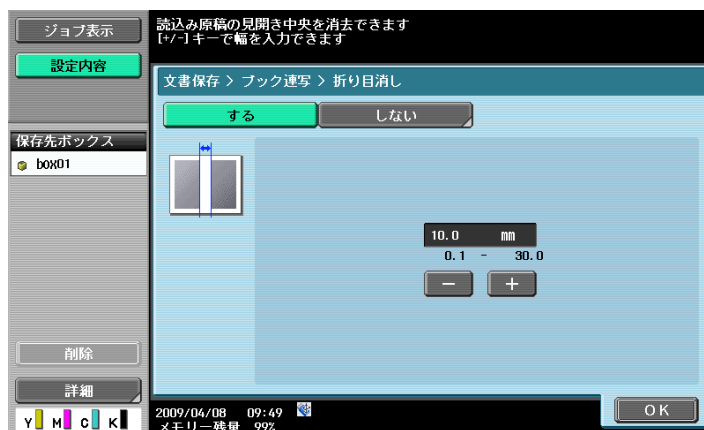 ジョブ表示
設定内容
保存先ボックス
box01
削除
詳細
Y M C K
読込み原稿の見開き中央を消去できます
[+/-]キーで幅を入力できます
文書保存 > ブック連写 > 折り目消し
する しない
10.0 mm
0.1 - 30.0
− +
2009/04/08 09:49
メモリー残量 99%
OK